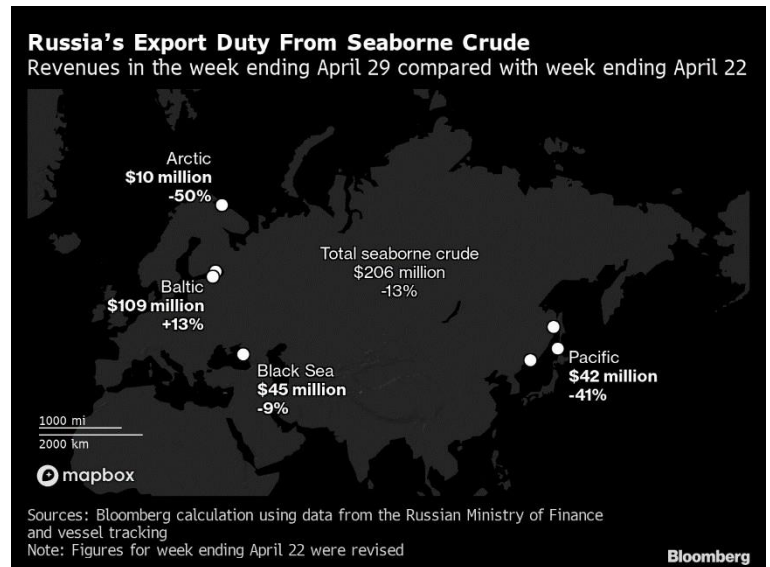 Russia's Export Duty From Seaborne Crude
Revenues in the week ending April 29 compared with week ending April 22
Arctic
$10 million
-50%
Total seaborne crude
$206 million
-13%
Baltic
$109 million
+13%
Black Sea
$45 million
-9%
Pacific
$42 million
-41%
1000 mi
2000 km
mapbox
Sources: Bloomberg calculation using data from the Russian Ministry of Finance
and vessel tracking
Note: Figures for week ending April 22 were revised
Bloomberg